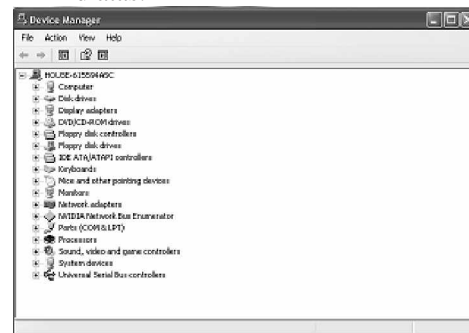 Device Manager
File Action View Help
Computer
Disk drives
Display adapters
DVD/CD-ROM drives
Floppy disk controllers
Floppy disk drives
IDE ATA/ATAPI controllers
Keyboards
Mice and other pointing devices
Monitors
Network adapters
NVIDIA Network Bus Enumerator
Ports (COM & LPT)
Processors
Sound, video and game controllers
System devices
Universal Serial Bus controllers